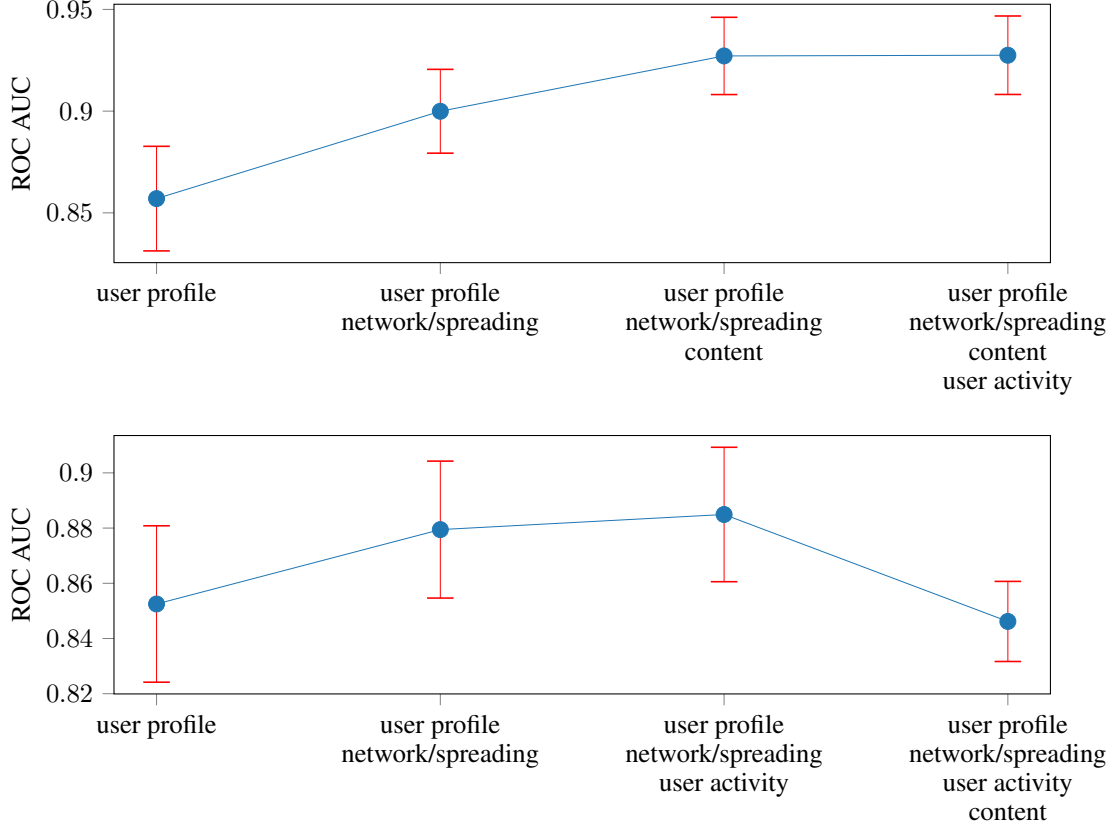 0.95
0.9
0.85
ROC AUC
user profile
user profile
network/spreading
user profile
network/spreading
content
user profile
network/spreading
content
user activity
0.9
0.88
0.86
0.84
0.82
ROC AUC
user profile
user profile
network/spreading
user profile
network/spreading
user activity
user profile
network/spreading
user activity
content